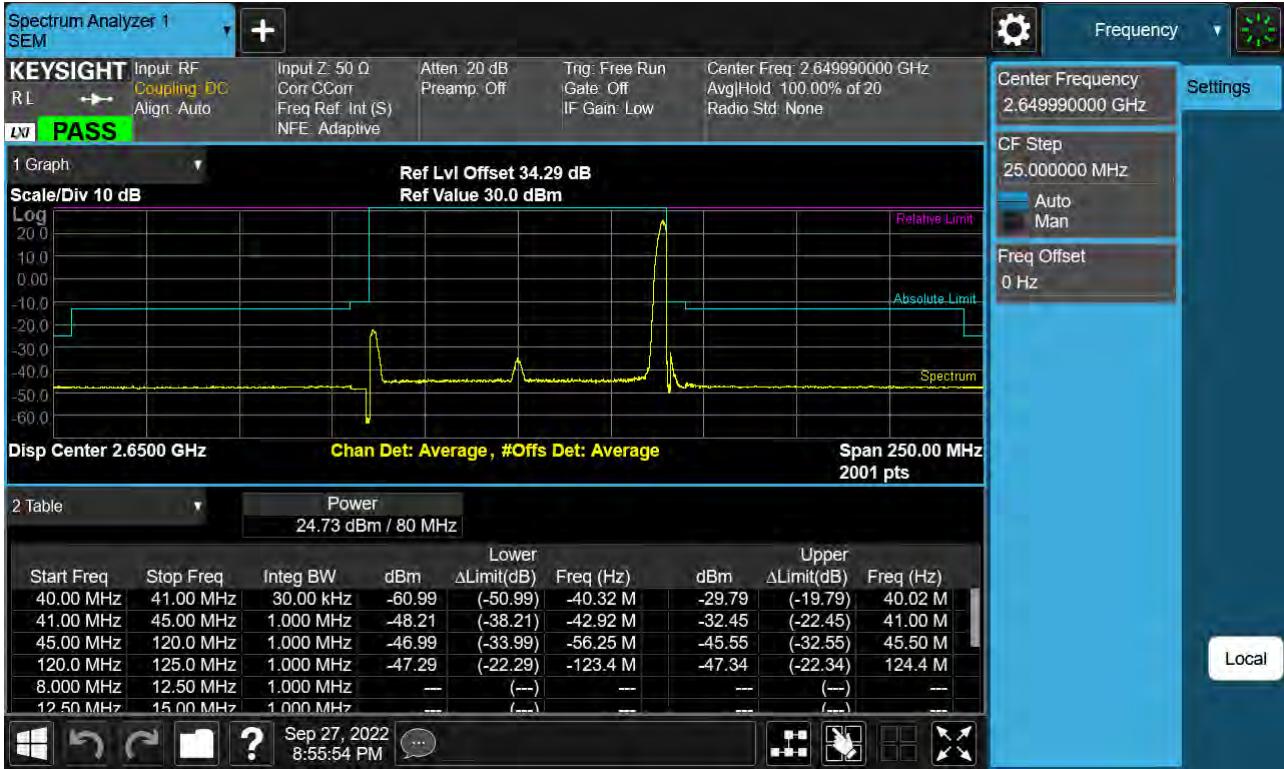 Spectrum Analyzer 1
SEM
Frequency
KEYSIGHT
R L
LXI
PASS
Input: RF
Coupling: DC
Align: Auto
Input Z: 50 Ω
Corr CCorr
Freq Ref: Int (S)
NFE: Adaptive
Atten: 20 dB
Preamp: Off
Trig: Free Run
Gate: Off
IF Gain: Low
Center Freq: 2.649990000 GHz
Avg|Hold: 100.00% of 20
Radio Std: None
Center Frequency
2.649990000 GHz
Settings
CF Step
25.000000 MHz
Auto
Man
Freq Offset
0 Hz
Local
1 Graph
Scale/Div 10 dB
Ref Lvl Offset 34.29 dB
Ref Value 30.0 dBm
Log
20.0
10.0
0.00
-10.0
-20.0
-30.0
-40.0
-50.0
-60.0
Relative Limit
Absolute Limit
Spectrum
Disp Center 2.6500 GHz
Chan Det: Average, #Offs Det: Average
Span 250.00 MHz
2001 pts
2 Table
Power
24.73 dBm / 80 MHz
Lower Upper
Start Freq Stop Freq Integ BW dBm ΔLimit(dB) Freq (Hz) dBm ΔLimit(dB) Freq (Hz)
40.00 MHz 41.00 MHz 30.00 kHz -60.99 (-50.99) -40.32 M -29.79 (-19.79) 40.02 M
41.00 MHz 45.00 MHz 1.000 MHz -48.21 (-38.21) -42.92 M -32.45 (-22.45) 41.00 M
45.00 MHz 120.0 MHz 1.000 MHz -46.99 (-33.99) -56.25 M -45.55 (-32.55) 45.50 M
120.0 MHz 125.0 MHz 1.000 MHz -47.29 (-22.29) -123.4 M -47.34 (-22.34) 124.4 M
8.000 MHz 12.50 MHz 1.000 MHz --- (---) --- --- (---) ---
12.50 MHz 15.00 MHz 1.000 MHz --- (---) --- --- (---) ---
Sep 27, 2022
8:55:54 PM